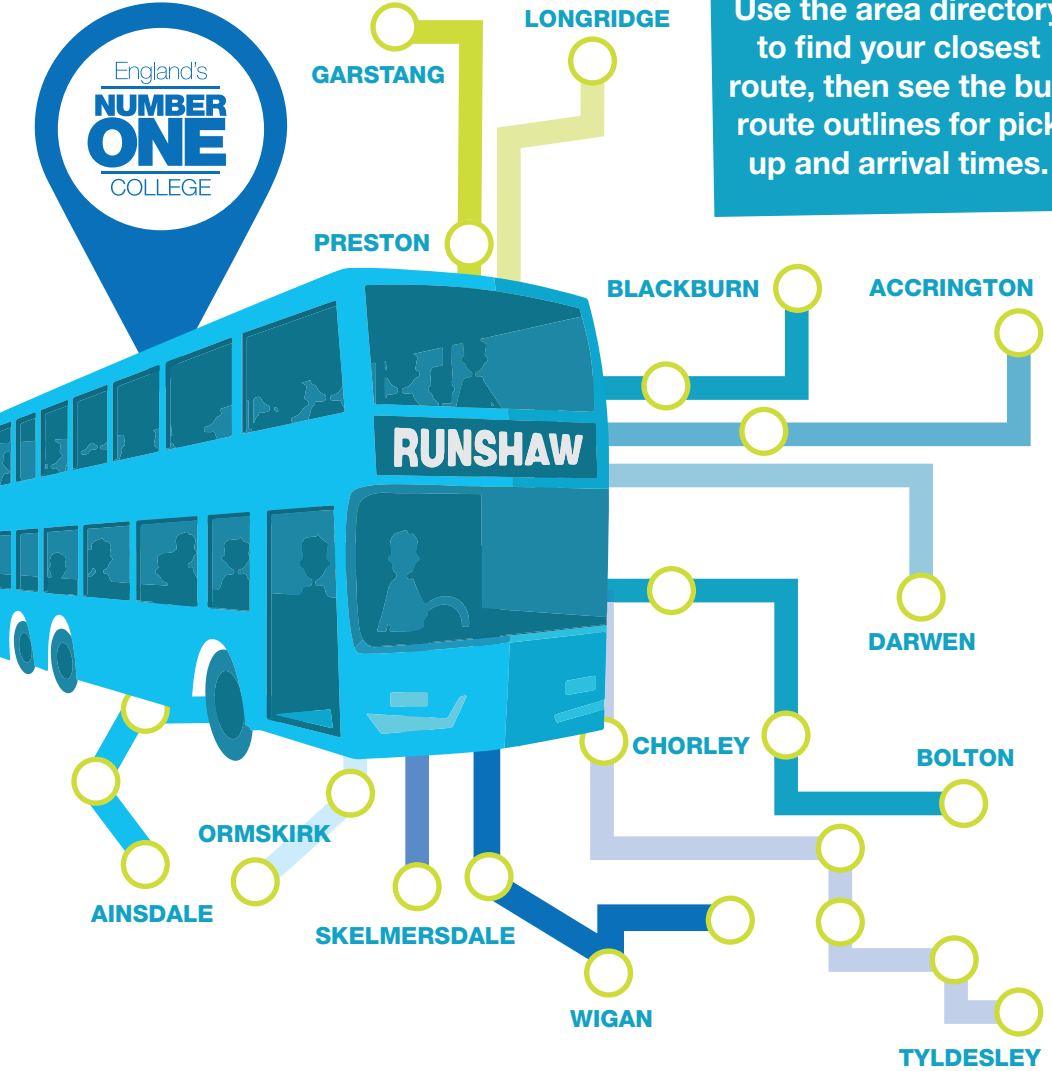 England's
NUMBER
ONE
COLLEGE
LONGRIDGE
GARSTANG
Use the area directory
to find your closest
route, then see the bu
route outlines for pick
up and arrival times.
PRESTON
BLACKBURN
ACCRINGTON
RUNSHAW
DARWEN
CHORLEY
BOLTON
ORMSKIRK
AINSDALE
SKELMERSDALE
WIGAN
TYLDESLEY